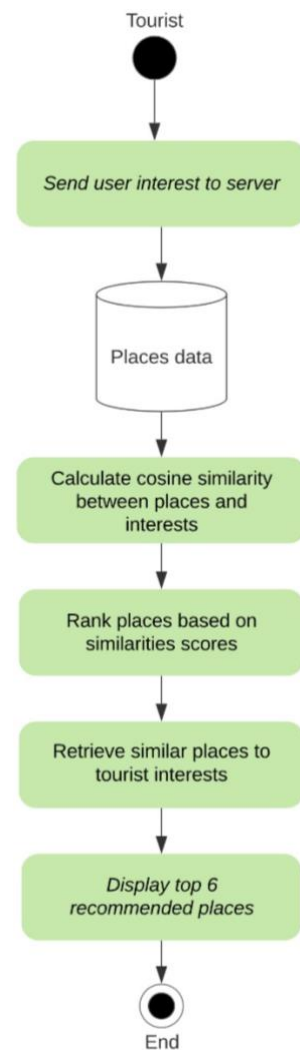 Tourist
Send user interest to server
Places data
Calculate cosine similarity
between places and
interests
Rank places based on
similarities scores
Retrieve similar places to
tourist interests
Display top 6
recommended places
End